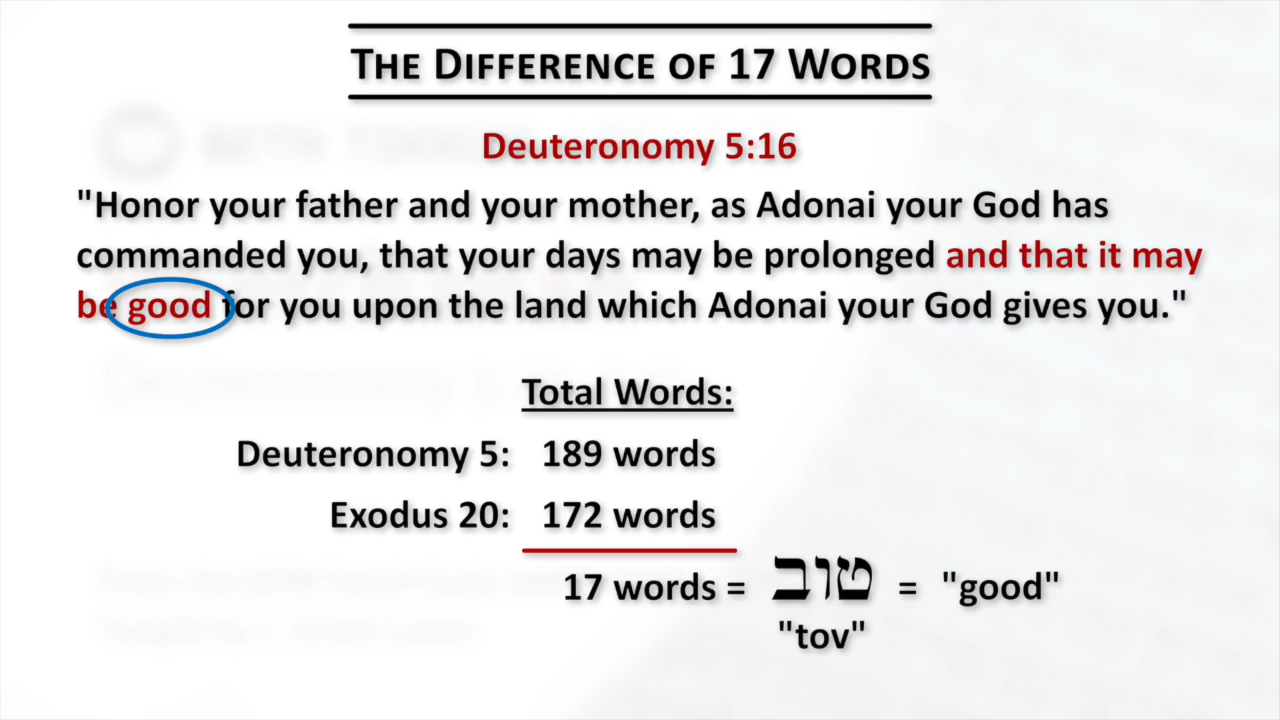 The Difference of 17 Words
Deuteronomy 5:16
"Honor your father and your mother, as Adonai your God has
commanded you, that your days may be prolonged and that it may
be good for you upon the land which Adonai your God gives you."
Total Words:
Deuteronomy 5: 189 words
Exodus 20: 172 words
17 words = טוב = "good"
"tov"